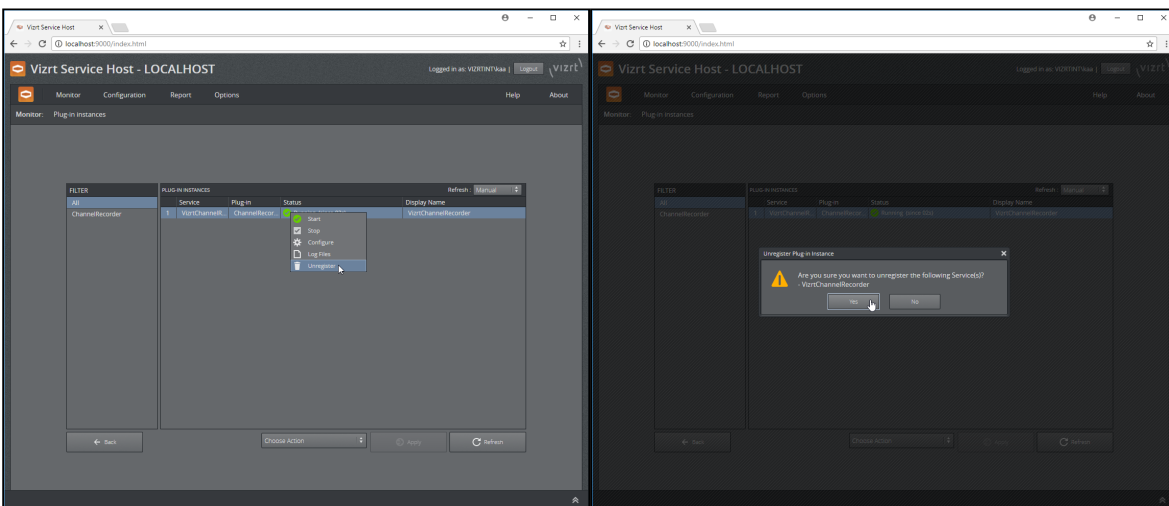 Vizrt Service Host
localhost:9000/index.html
Vizrt Service Host - LOCALHOST
Logged in as: VIZRTINT\kaa | Logout
vizrt
Monitor Configuration Report Options Help About
Monitor: Plug-in instances
FILTER
All
ChannelRecorder
PLUG-IN INSTANCES Refresh : Manual
Service Plug-in Status Display Name
1 VizrtChannelR... ChannelRecor... VizrtChannelRecorder
Start
Stop
Configure
Log Files
Unregister
Back Choose Action Apply Refresh
Vizrt Service Host
localhost:9000/index.html
Vizrt Service Host - LOCALHOST
Logged in as: VIZRTINT\kaa | Logout
vizrt
Monitor Configuration Report Options Help About
Monitor: Plug-in instances
FILTER
All
ChannelRecorder
PLUG-IN INSTANCES Refresh : Manual
Service Plug-in Status Display Name
1 VizrtChannelR... ChannelRecor... Running (since 6ks) VizrtChannelRecorder
Unregister Plug-in Instance
Are you sure you want to unregister the following Service(s)?
- VizrtChannelRecorder
Yes No
Back Choose Action Apply Refresh